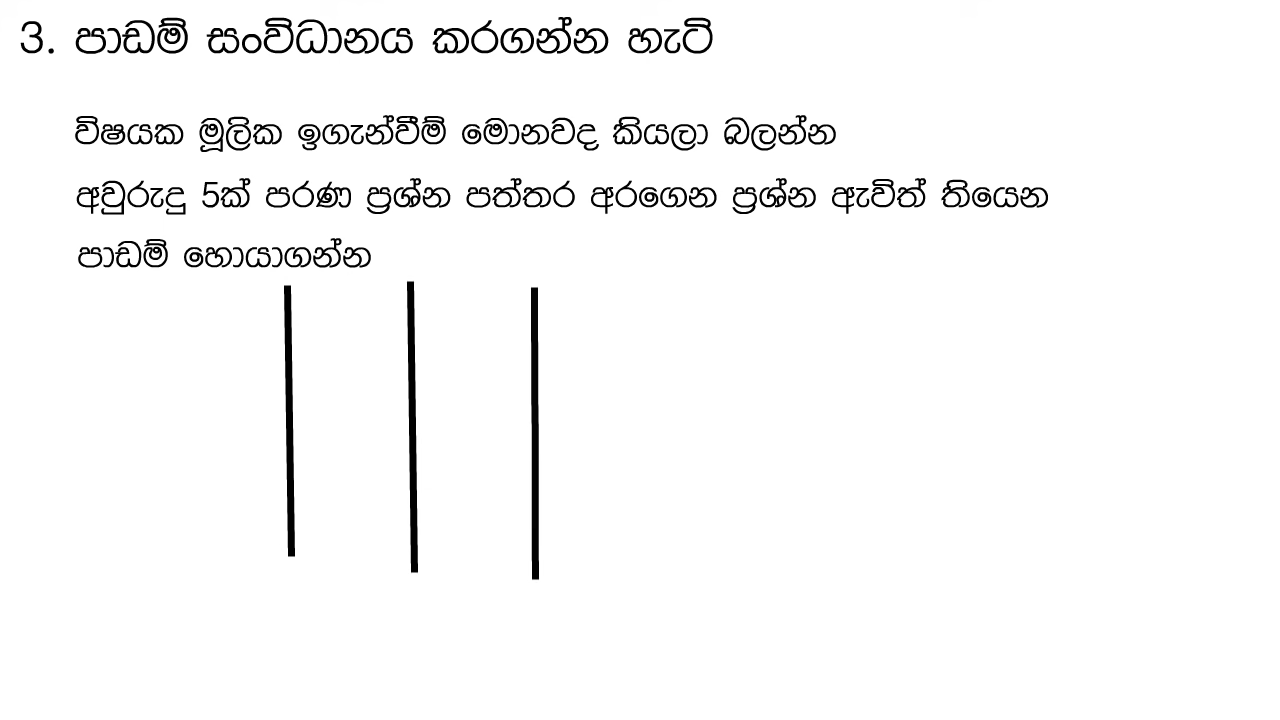 3. පාඩම් සංවිධානය කරගන්න හැටි
විෂයක මූලික ඉගැන්වීම් මොනවද කියලා බලන්න
අවුරුදු 5ක් පරණ ප්‍රශ්න පත්තර අරගෙන ප්‍රශ්න ඇවිත් තියෙන
පාඩම් හොයාගන්න